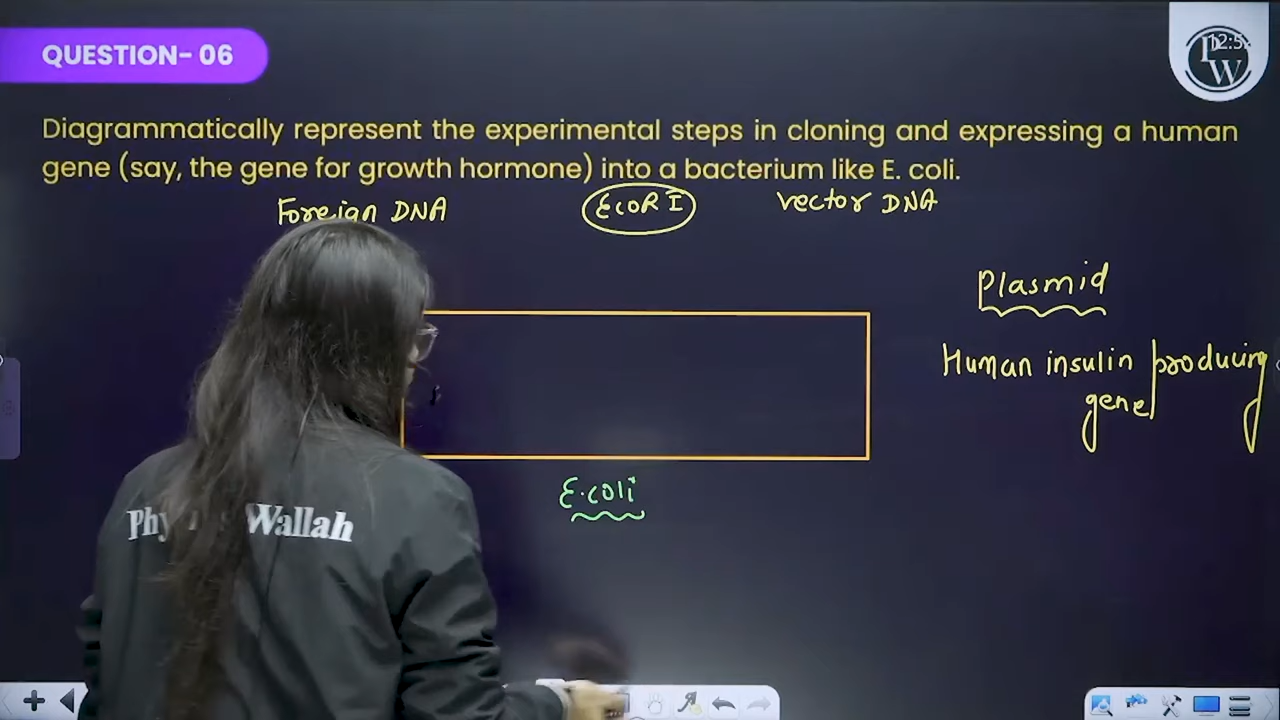 QUESTION- 06
Diagrammatically represent the experimental steps in cloning and expressing a human
gene (say, the gene for growth hormone) into a bacterium like E. coli.
Foreign DNA
EcoR I
vector DNA
Plasmid
Human insulin producing
gene
E.coli
Wallah
PW